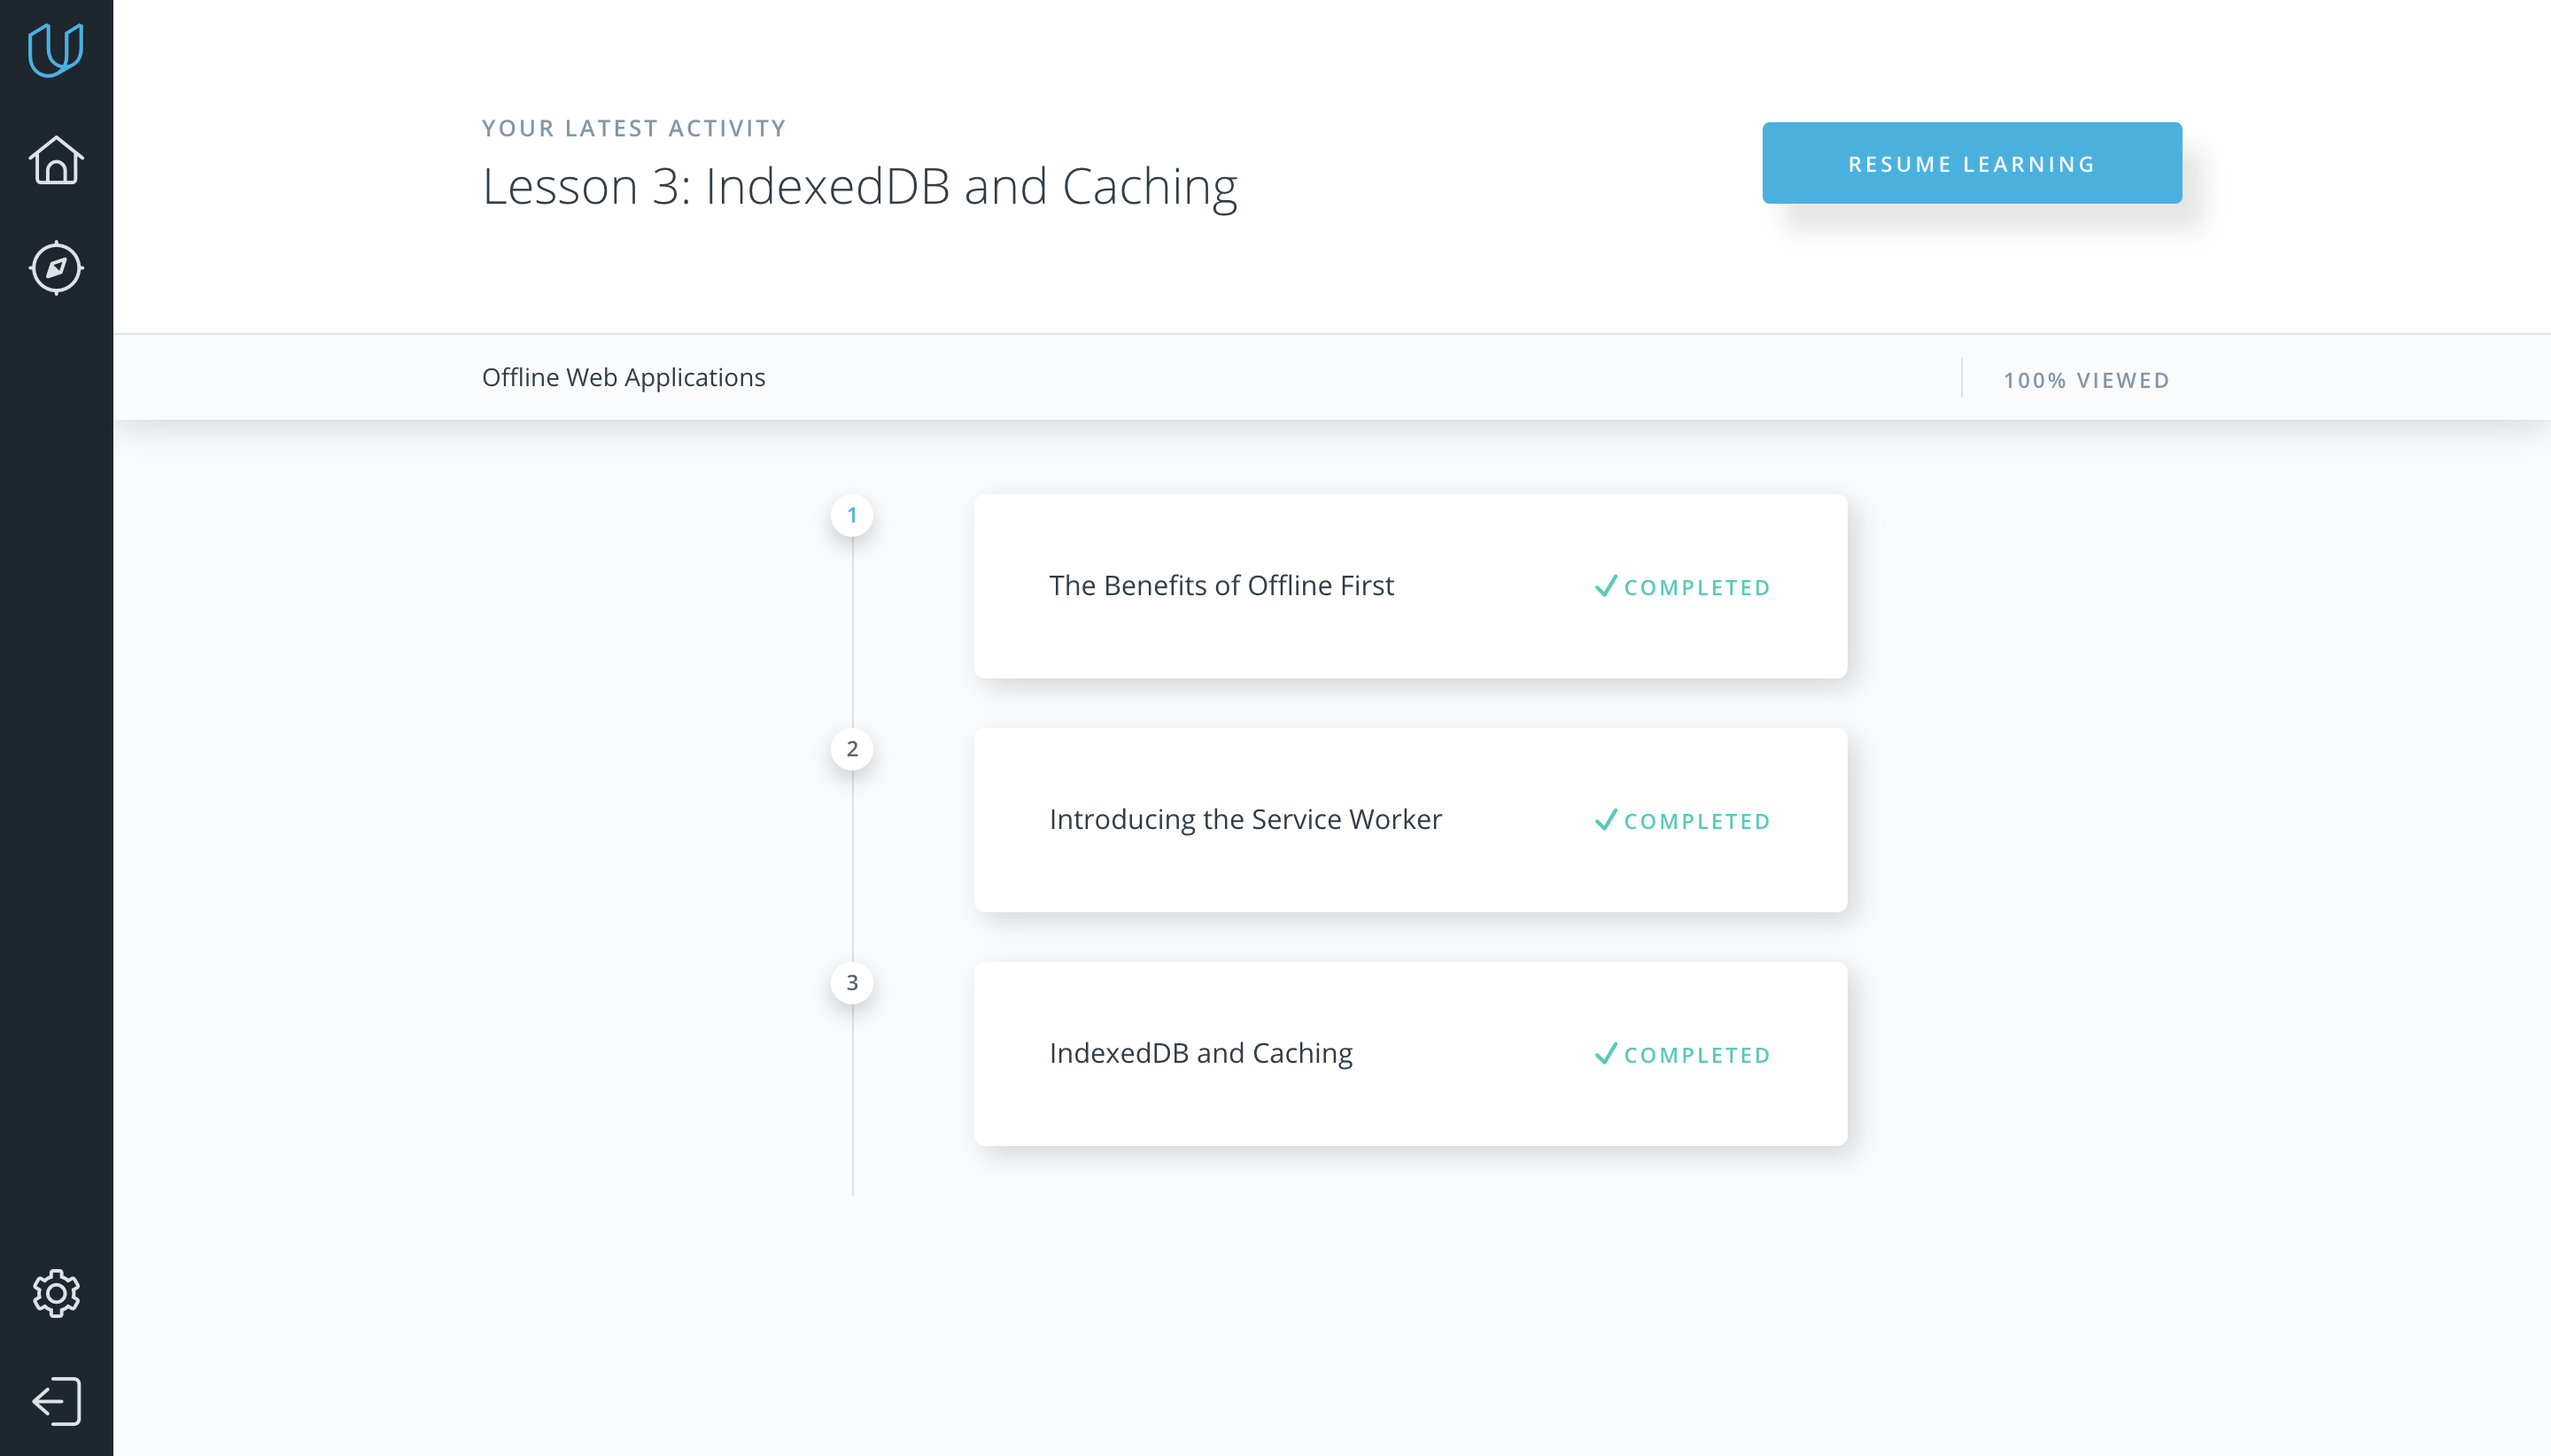 YOUR LATEST ACTIVITY
Lesson 3: IndexedDB and Caching
RESUME LEARNING
Offline Web Applications
100% VIEWED
1
The Benefits of Offline First
COMPLETED
2
Introducing the Service Worker
COMPLETED
3
IndexedDB and Caching
COMPLETED